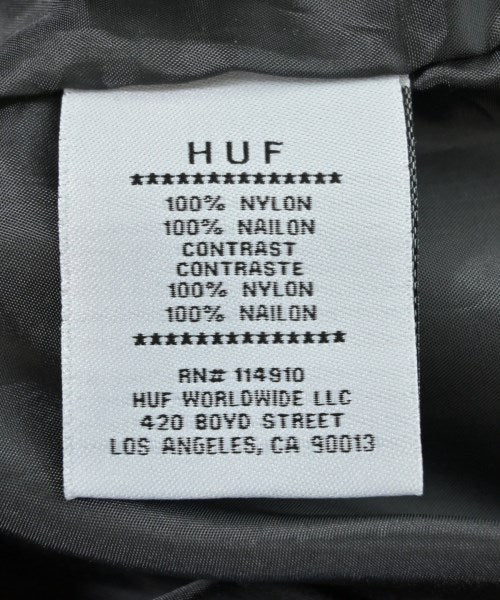 HUF
★★★★★★★★★★★★★★
100% NYLON
100% NAILON
CONTRAST
CONTRASTE
100% NYLON
100% NAILON
★★★★★★★★★★★★★★
RN# 114910
HUF WORLDWIDE LLC
420 BOYD STREET
LOS ANGELES, CA 90013